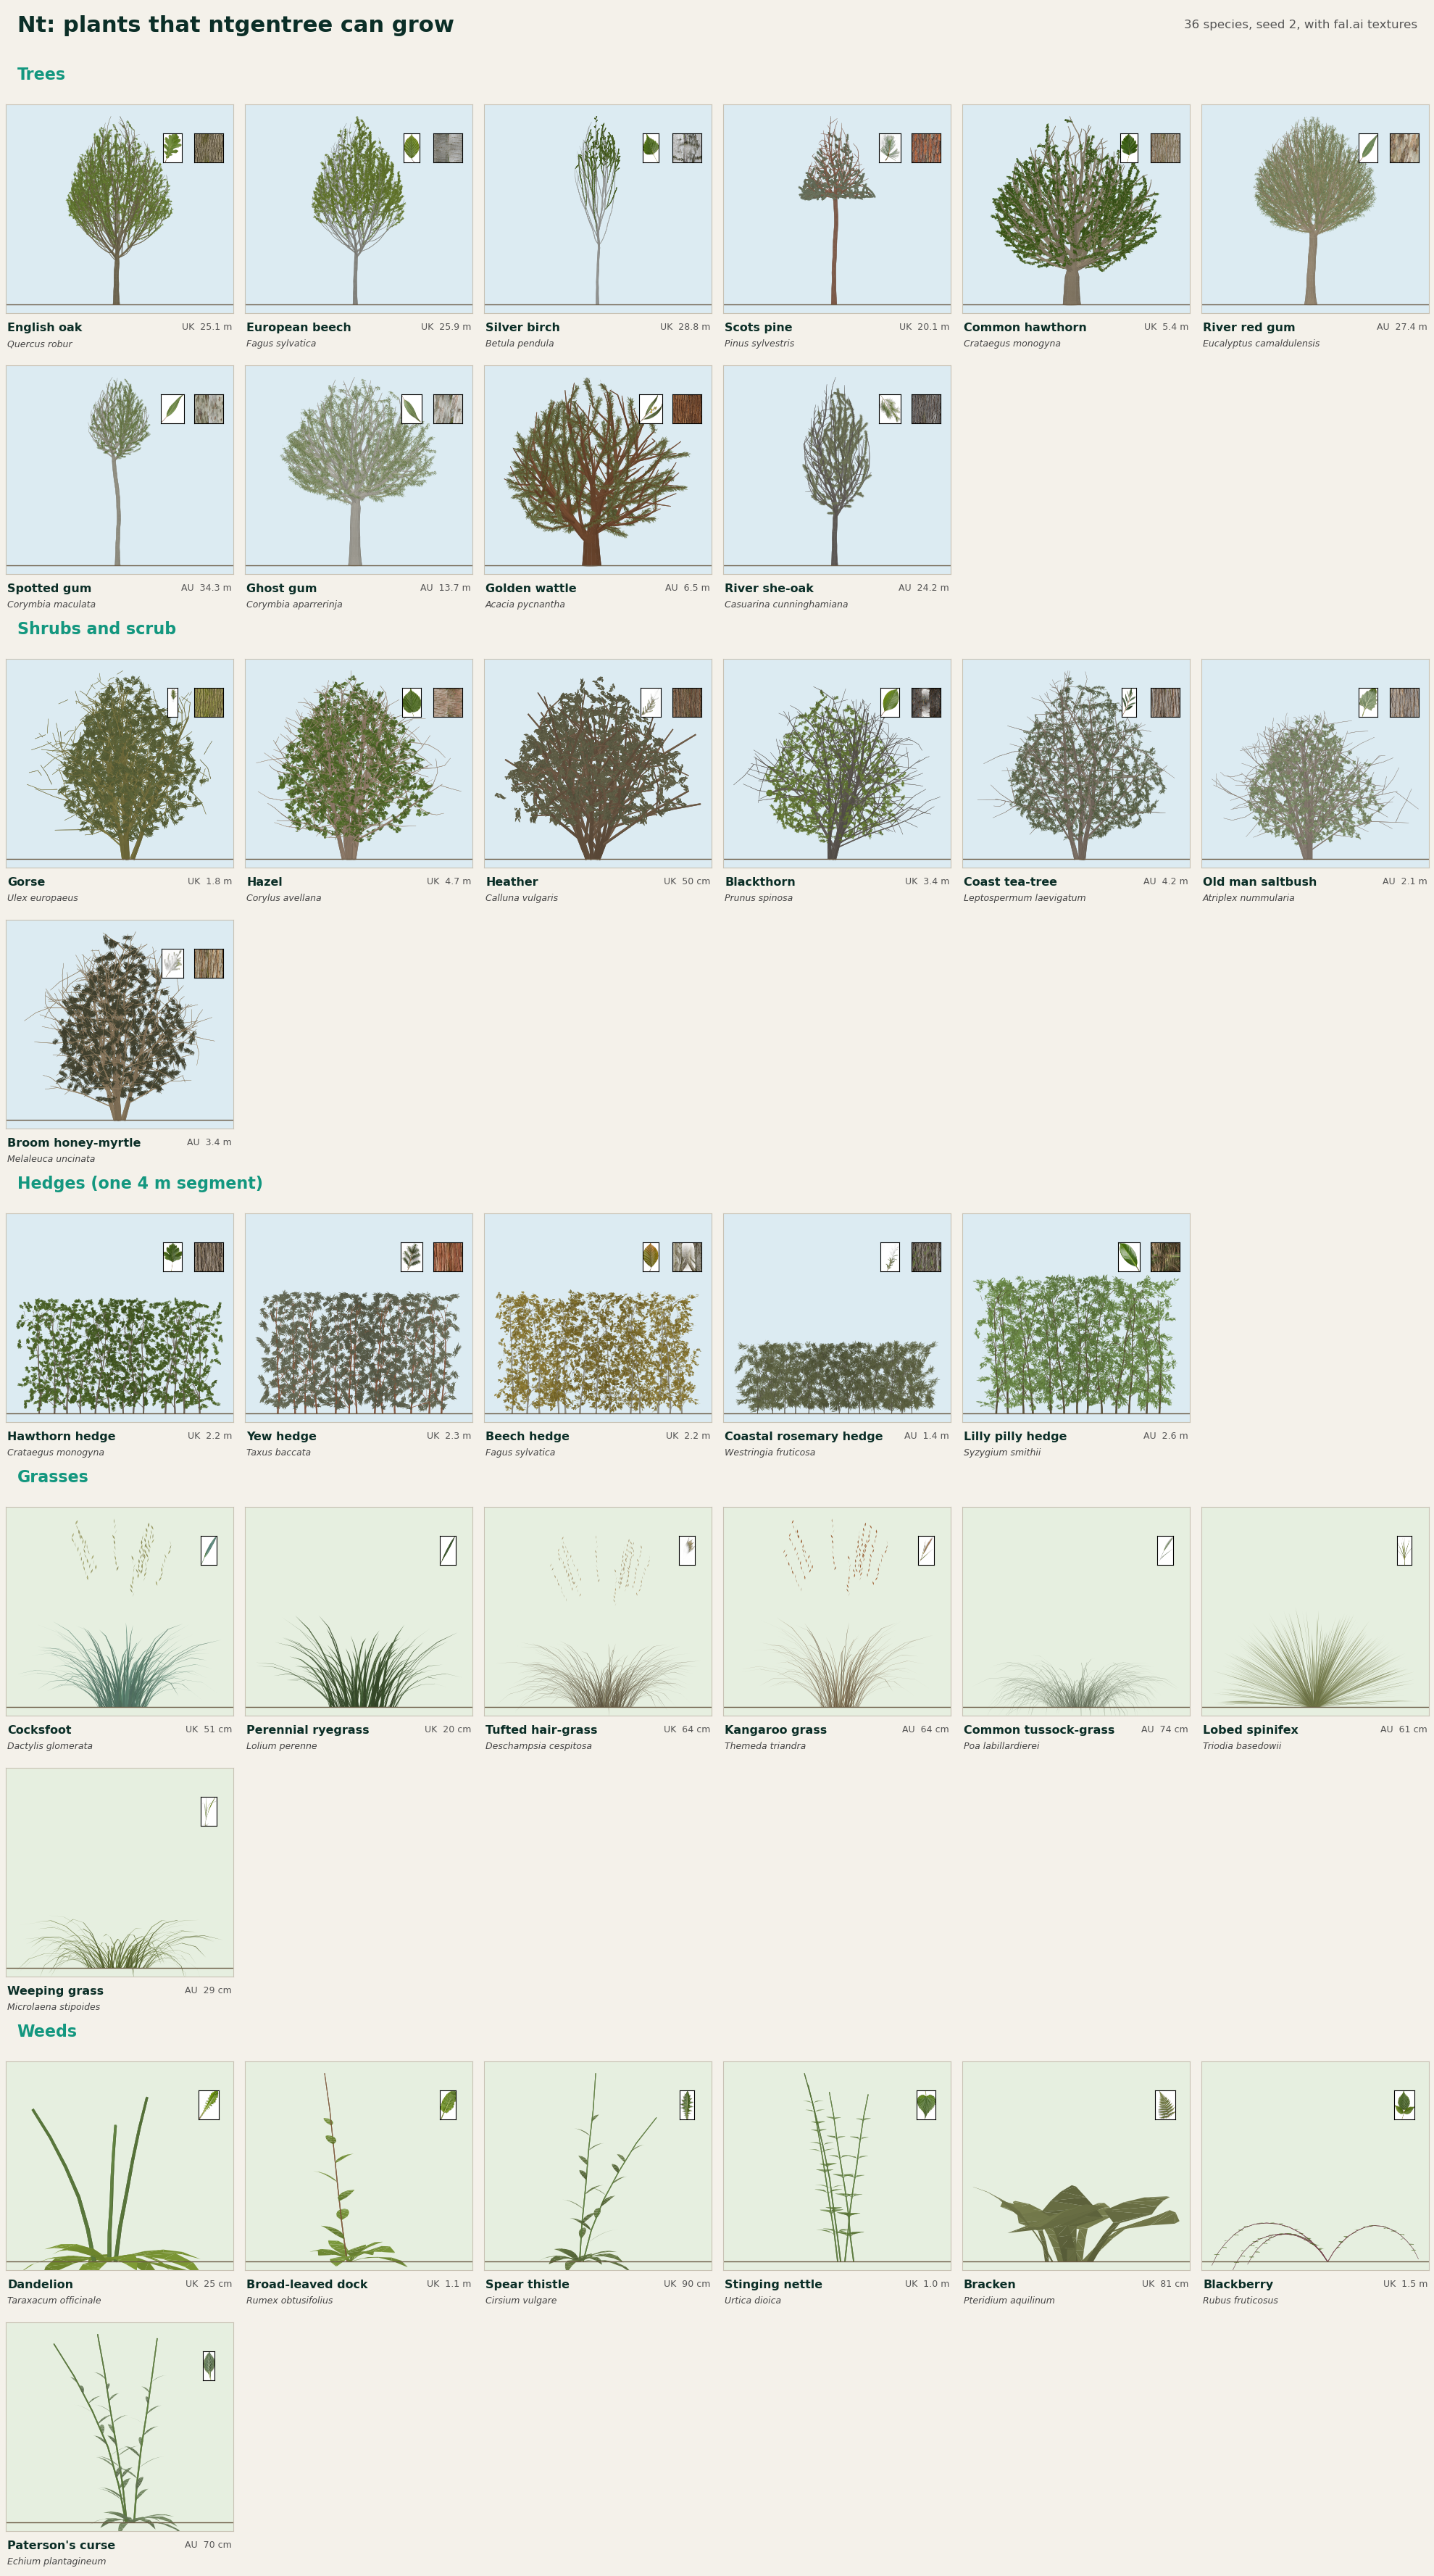 Nt: plants that ntgentree can grow
36 species, seed 2, with fal.ai textures
Trees
English oak UK 25.1 m
Quercus robur
European beech UK 25.9 m
Fagus sylvatica
Silver birch UK 28.8 m
Betula pendula
Scots pine UK 20.1 m
Pinus sylvestris
Common hawthorn UK 5.4 m
Crataegus monogyna
River red gum AU 27.4 m
Eucalyptus camaldulensis
Spotted gum AU 34.3 m
Corymbia maculata
Ghost gum AU 13.7 m
Corymbia aparrerinja
Golden wattle AU 6.5 m
Acacia pycnantha
River she-oak AU 24.2 m
Casuarina cunninghamiana
Shrubs and scrub
Gorse UK 1.8 m
Ulex europaeus
Hazel UK 4.7 m
Corylus avellana
Heather UK 50 cm
Calluna vulgaris
Blackthorn UK 3.4 m
Prunus spinosa
Coast tea-tree AU 4.2 m
Leptospermum laevigatum
Old man saltbush AU 2.1 m
Atriplex nummularia
Broom honey-myrtle AU 3.4 m
Melaleuca uncinata
Hedges (one 4 m segment)
Hawthorn hedge UK 2.2 m
Crataegus monogyna
Yew hedge UK 2.3 m
Taxus baccata
Beech hedge UK 2.2 m
Fagus sylvatica
Coastal rosemary hedge AU 1.4 m
Westringia fruticosa
Lilly pilly hedge AU 2.6 m
Syzygium smithii
Grasses
Cocksfoot UK 51 cm
Dactylis glomerata
Perennial ryegrass UK 20 cm
Lolium perenne
Tufted hair-grass UK 64 cm
Deschampsia cespitosa
Kangaroo grass AU 64 cm
Themeda triandra
Common tussock-grass AU 74 cm
Poa labillardierei
Lobed spinifex AU 61 cm
Triodia basedowii
Weeping grass AU 29 cm
Microlaena stipoides
Weeds
Dandelion UK 25 cm
Taraxacum officinale
Broad-leaved dock UK 1.1 m
Rumex obtusifolius
Spear thistle UK 90 cm
Cirsium vulgare
Stinging nettle UK 1.0 m
Urtica dioica
Bracken UK 81 cm
Pteridium aquilinum
Blackberry UK 1.5 m
Rubus fruticosus
Paterson's curse AU 70 cm
Echium plantagineum